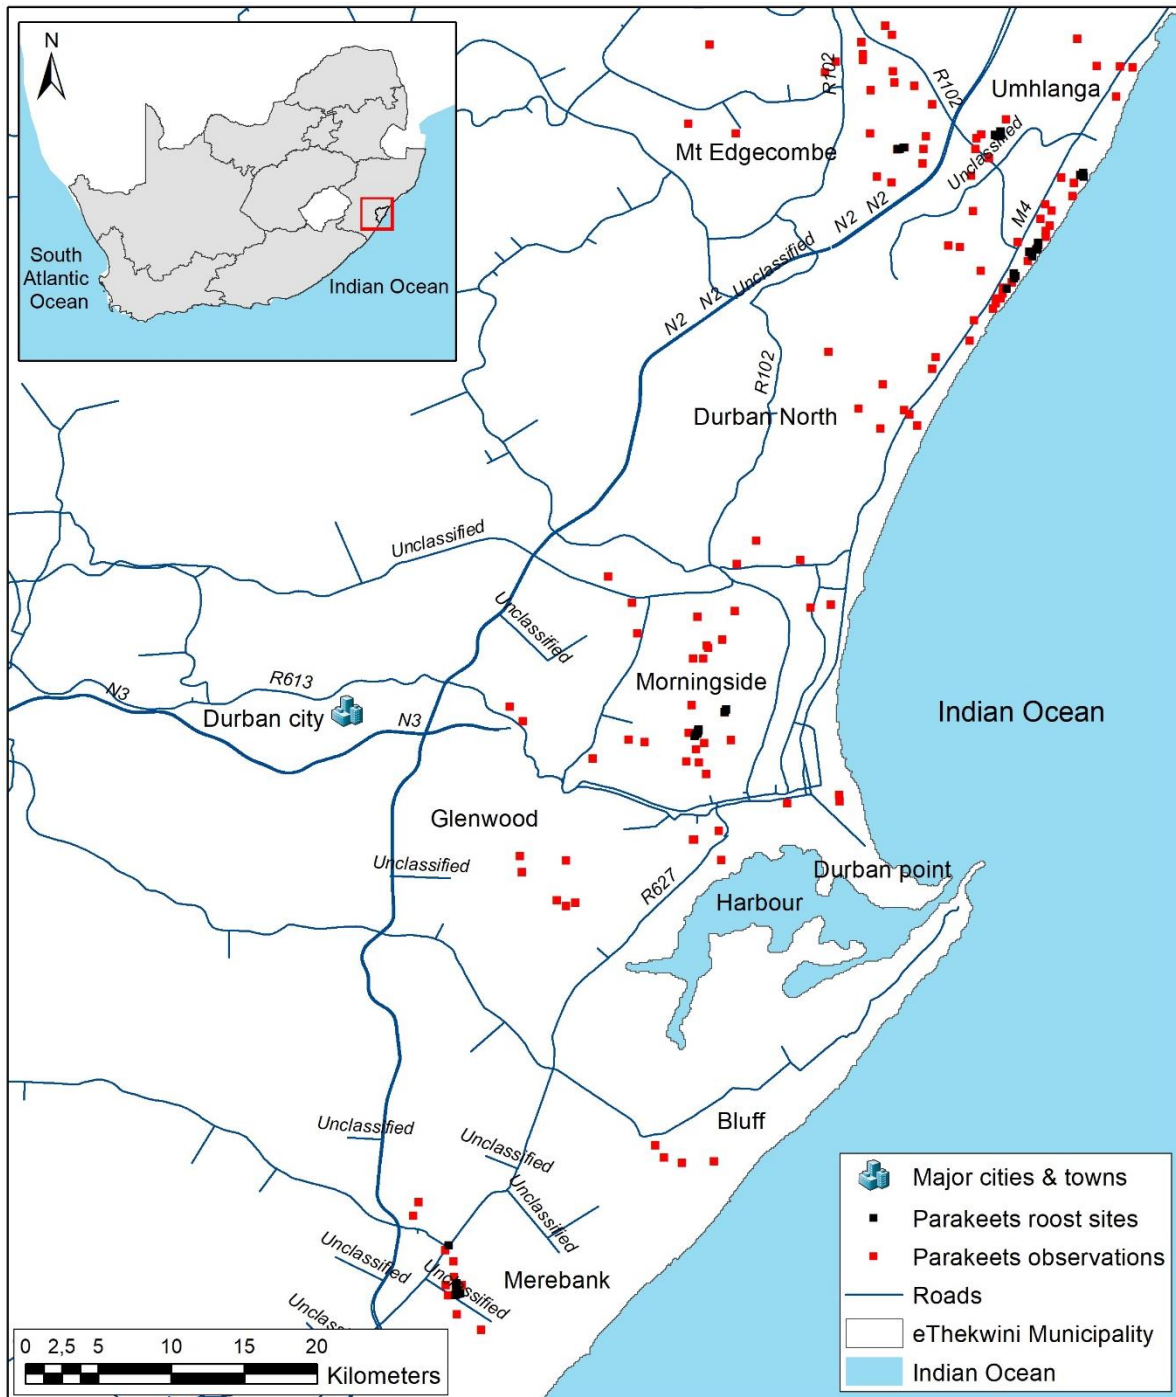 N
South
Atlantic
Ocean
Indian Ocean
R102
R102
Umhlanga
Mt Edgecombe
Unclassified
N2
N2
M4
Unclassified
N2
N2
R102
Durban North
Unclassified
Unclassified
R613
Morningside
N3
Durban city
N3
Indian Ocean
Glenwood
Unclassified
Durban point
R627
Harbour
Bluff
Unclassified
Unclassified
Unclassified
Unclassified
Unclassified
Merebank
Unclassified
Major cities & towns
Parakeets roost sites
Parakeets observations
Roads
eThekwini Municipality
Indian Ocean
0 2,5 5 10 15 20
Kilometers